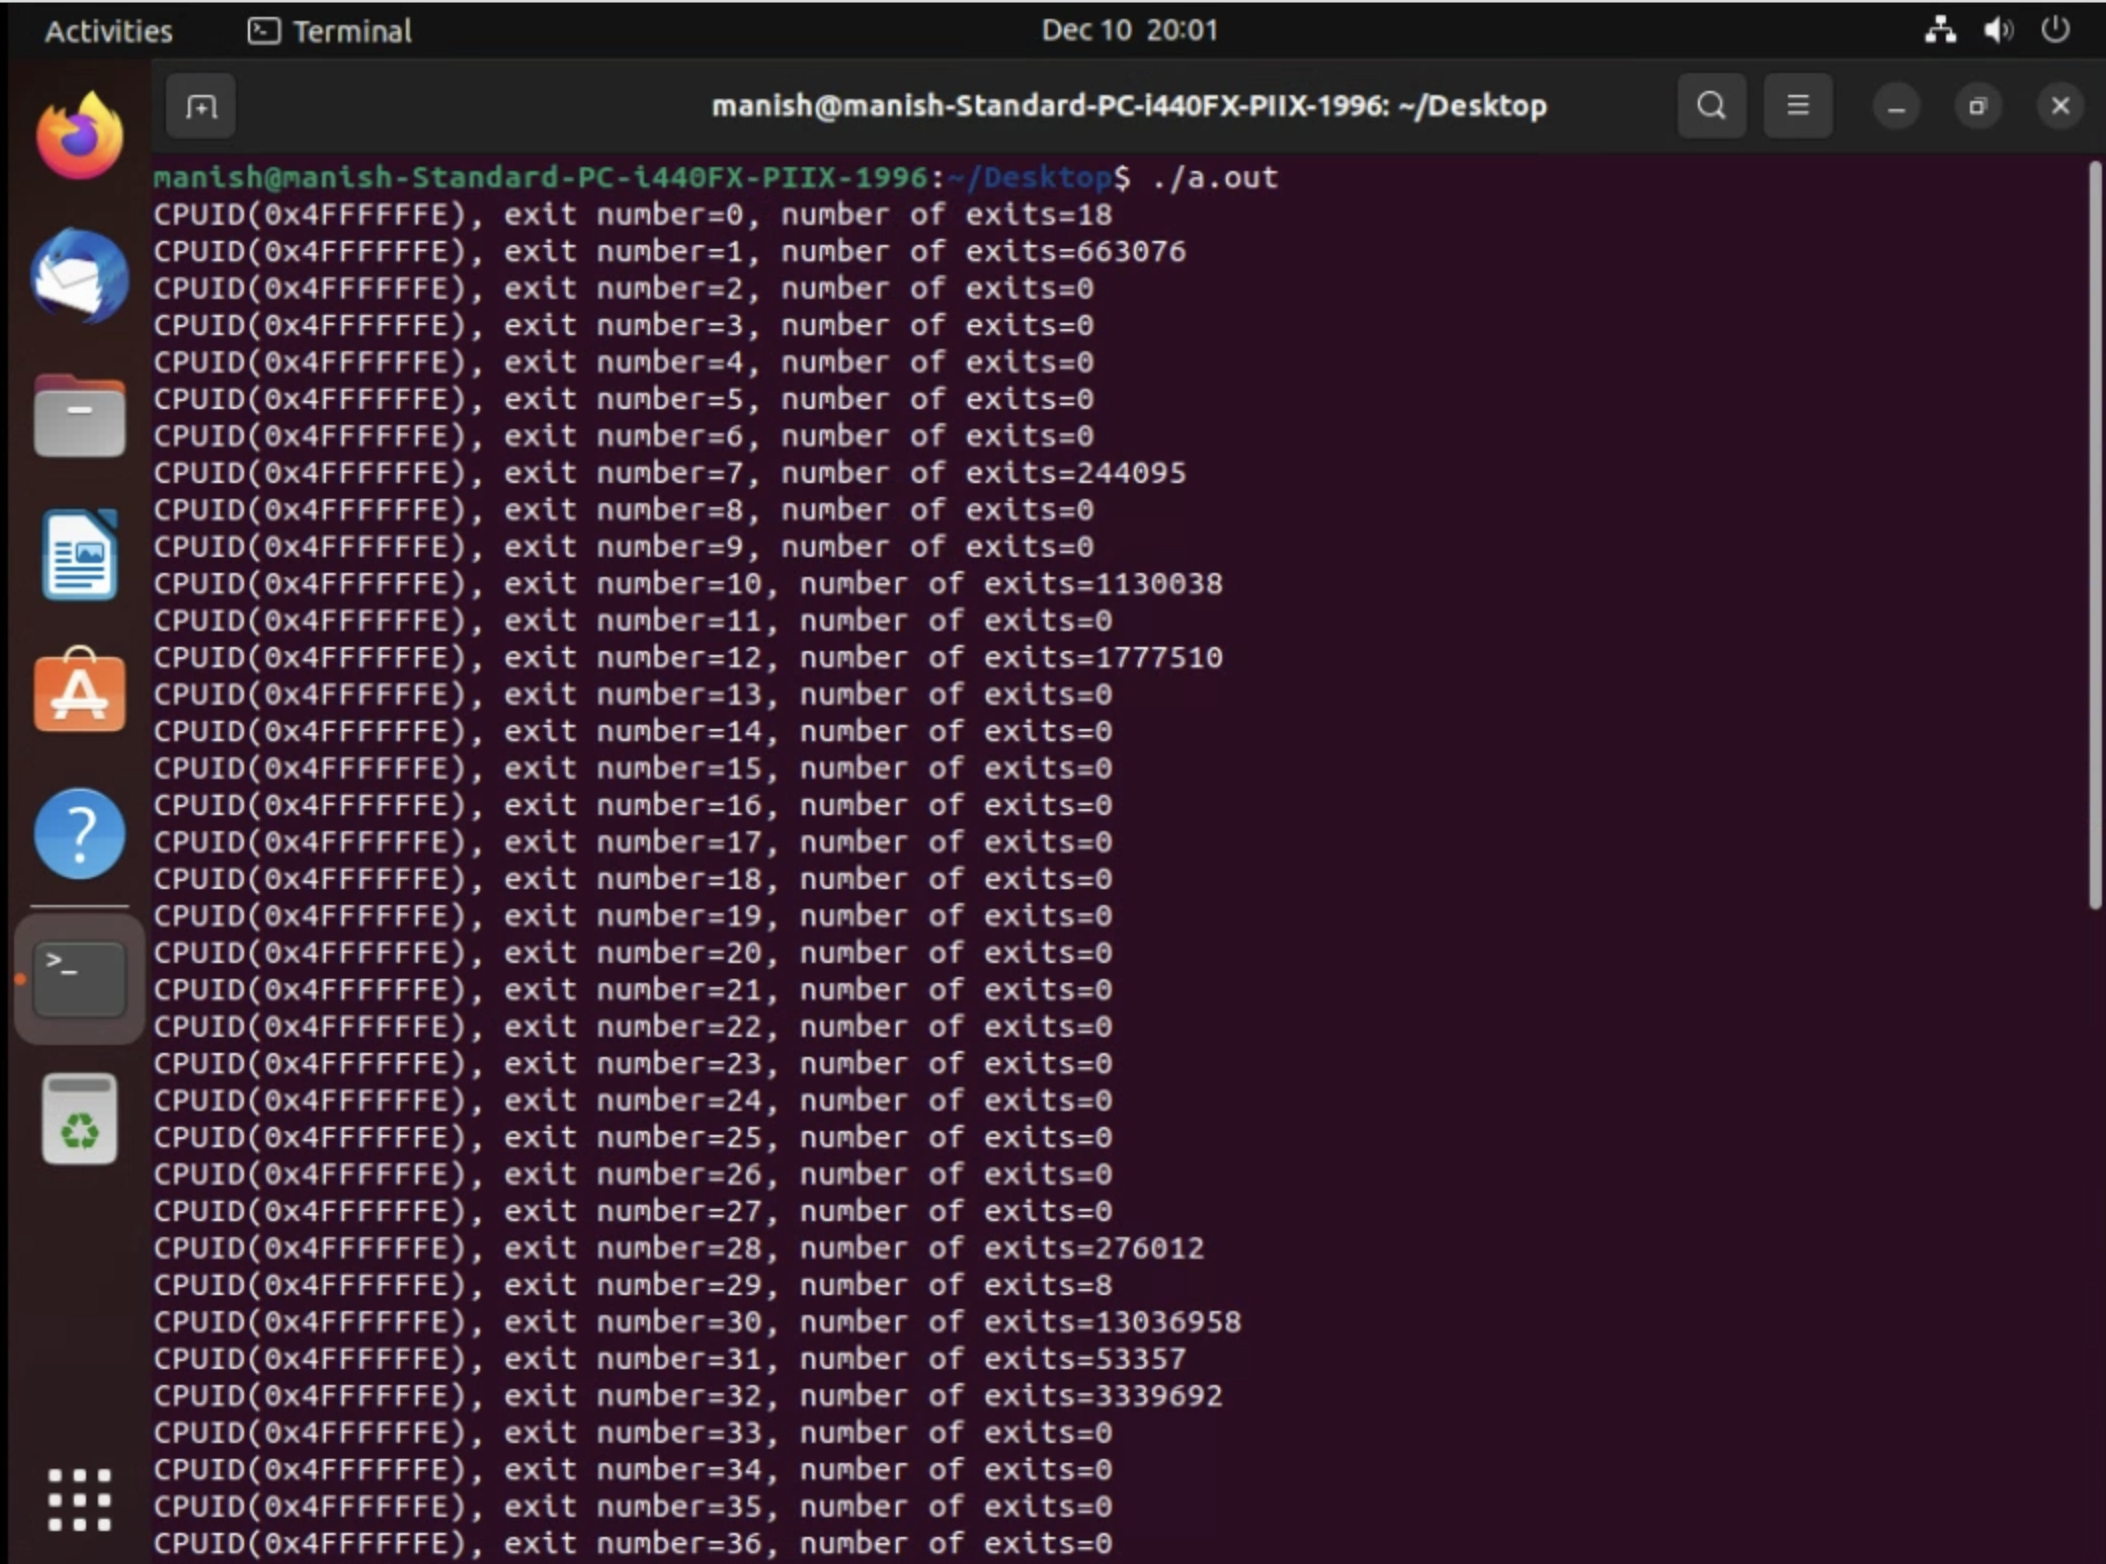 Activities Terminal Dec 10 20:01
manish@manish-Standard-PC-i440FX-PIIX-1996: ~/Desktop
manish@manish-Standard-PC-i440FX-PIIX-1996:~/Desktop$ ./a.out
CPUID(0x4FFFFFFE), exit number=0, number of exits=18
CPUID(0x4FFFFFFE), exit number=1, number of exits=663076
CPUID(0x4FFFFFFE), exit number=2, number of exits=0
CPUID(0x4FFFFFFE), exit number=3, number of exits=0
CPUID(0x4FFFFFFE), exit number=4, number of exits=0
CPUID(0x4FFFFFFE), exit number=5, number of exits=0
CPUID(0x4FFFFFFE), exit number=6, number of exits=0
CPUID(0x4FFFFFFE), exit number=7, number of exits=244095
CPUID(0x4FFFFFFE), exit number=8, number of exits=0
CPUID(0x4FFFFFFE), exit number=9, number of exits=0
CPUID(0x4FFFFFFE), exit number=10, number of exits=1130038
CPUID(0x4FFFFFFE), exit number=11, number of exits=0
CPUID(0x4FFFFFFE), exit number=12, number of exits=1777510
CPUID(0x4FFFFFFE), exit number=13, number of exits=0
CPUID(0x4FFFFFFE), exit number=14, number of exits=0
CPUID(0x4FFFFFFE), exit number=15, number of exits=0
CPUID(0x4FFFFFFE), exit number=16, number of exits=0
CPUID(0x4FFFFFFE), exit number=17, number of exits=0
CPUID(0x4FFFFFFE), exit number=18, number of exits=0
CPUID(0x4FFFFFFE), exit number=19, number of exits=0
CPUID(0x4FFFFFFE), exit number=20, number of exits=0
CPUID(0x4FFFFFFE), exit number=21, number of exits=0
CPUID(0x4FFFFFFE), exit number=22, number of exits=0
CPUID(0x4FFFFFFE), exit number=23, number of exits=0
CPUID(0x4FFFFFFE), exit number=24, number of exits=0
CPUID(0x4FFFFFFE), exit number=25, number of exits=0
CPUID(0x4FFFFFFE), exit number=26, number of exits=0
CPUID(0x4FFFFFFE), exit number=27, number of exits=0
CPUID(0x4FFFFFFE), exit number=28, number of exits=276012
CPUID(0x4FFFFFFE), exit number=29, number of exits=8
CPUID(0x4FFFFFFE), exit number=30, number of exits=13036958
CPUID(0x4FFFFFFE), exit number=31, number of exits=53357
CPUID(0x4FFFFFFE), exit number=32, number of exits=3339692
CPUID(0x4FFFFFFE), exit number=33, number of exits=0
CPUID(0x4FFFFFFE), exit number=34, number of exits=0
CPUID(0x4FFFFFFE), exit number=35, number of exits=0
CPUID(0x4FFFFFFE), exit number=36, number of exits=0